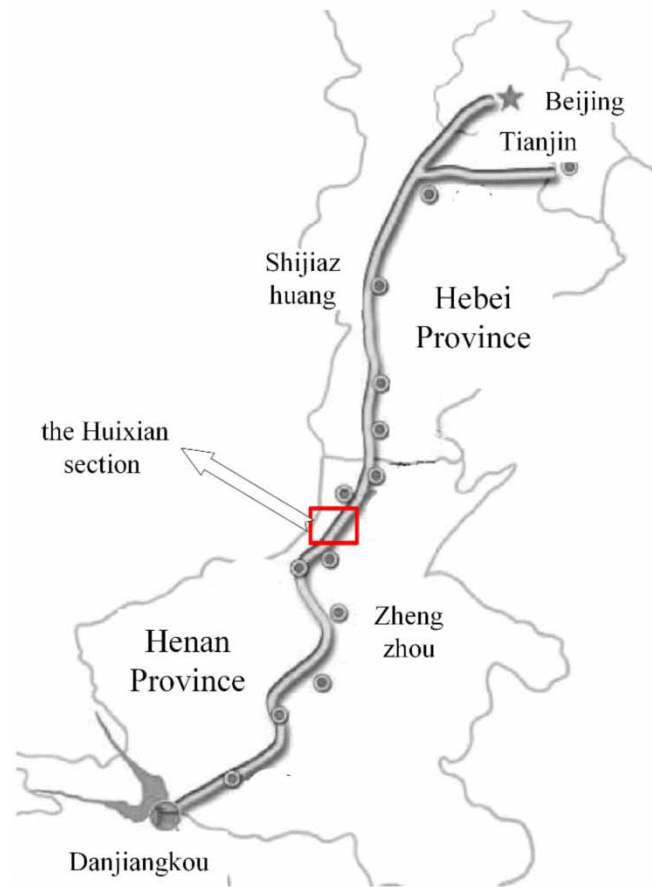 Beijing
Tianjin
Shijiaz
huang
Hebei
Province
the Huixian
section
Zheng
zhou
Henan
Province
Danjiangkou